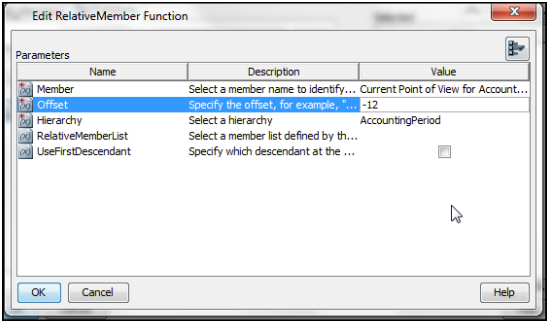 Edit RelativeMember Function
Parameters
Name Description Value
Member Select a member name to identify... Current Point of View for Account...
Offset Specify the offset, for example, "... -12
Hierarchy Select a hierarchy AccountingPeriod
RelativeMemberList Select a member list defined by th...
UseFirstDescendant Specify which descendant at the ...
OK Cancel Help